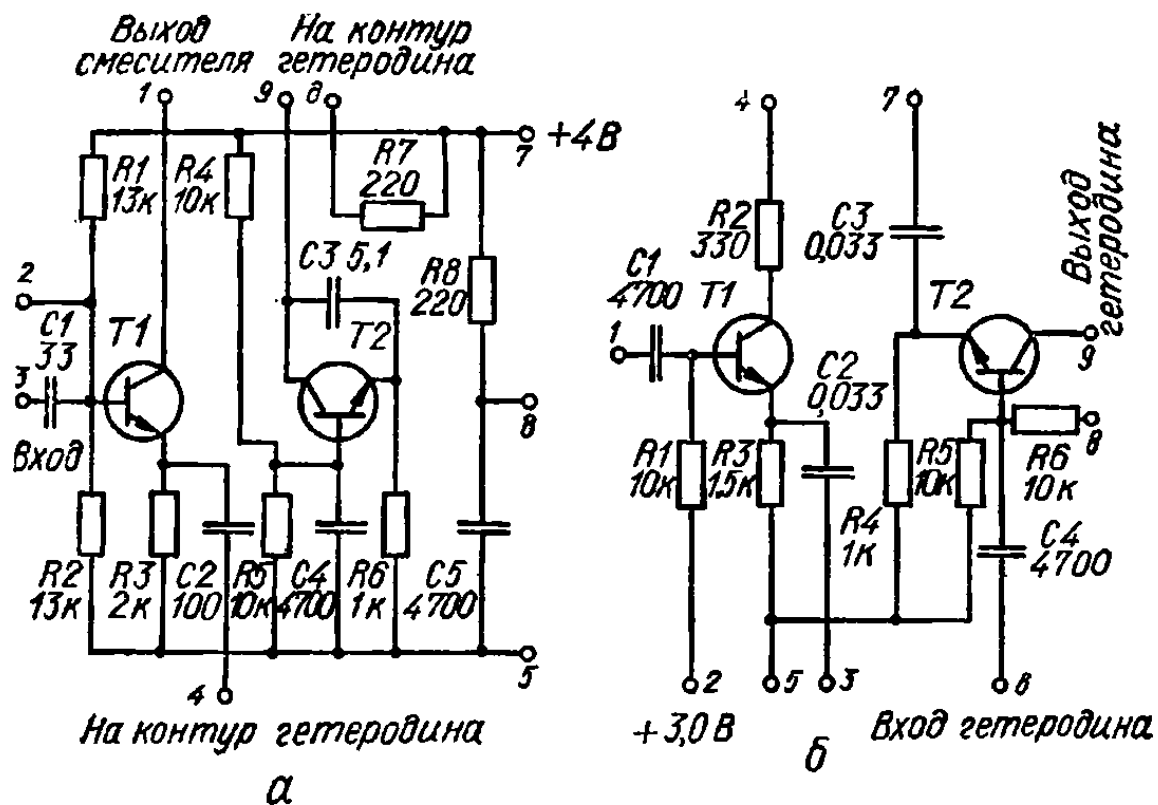 Выход
смесителя
На контур
гетеродина
1
9
д
+4В
7
R1
13к
R4
10к
R7
220
C3 5,1
R8
220
2
C1
33
T1
T2
3
8
Вход
R2
13к
R3
2к
C2
100
R5
10к
C4
4700
R6
1к
C5
4700
4
5
На контур гетеродина
а
4
7
R2
330
C3
0,033
Выход
гетеродина
C1
4700
T1
T2
1
9
C2
0,033
R1
10к
R3
1,5к
R5
10к
R6
10к
8
R4
1к
C4
4700
2
5
3
в
+3,0 В
Вход гетеродина
б